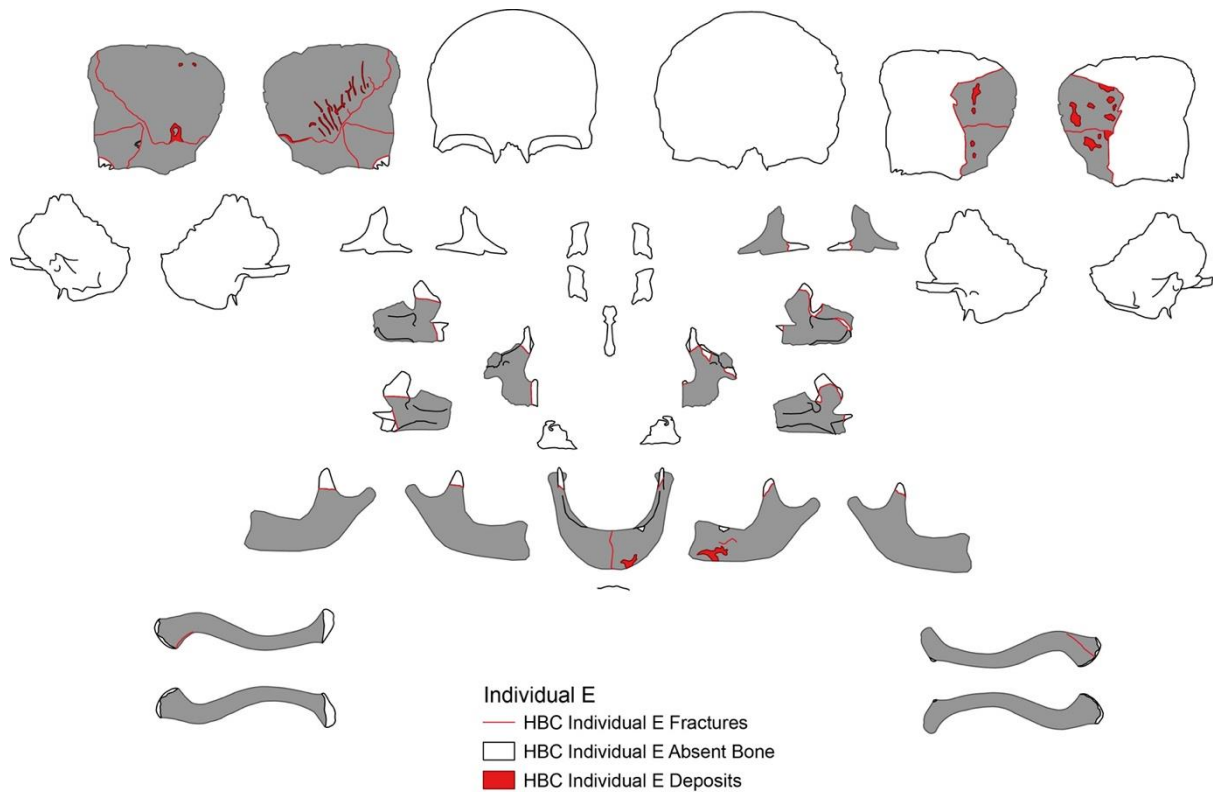 Individual E
HBC Individual E Fractures
HBC Individual E Absent Bone
HBC Individual E Deposits